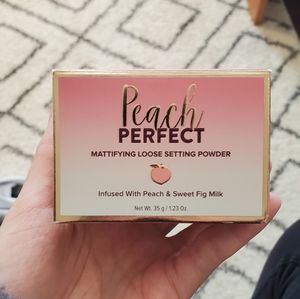 Peach
PERFECT
MATTIFYING LOOSE SETTING POWDER
Infused With Peach & Sweet Fig Milk
Net Wt. 35 g / 1.23 Oz.